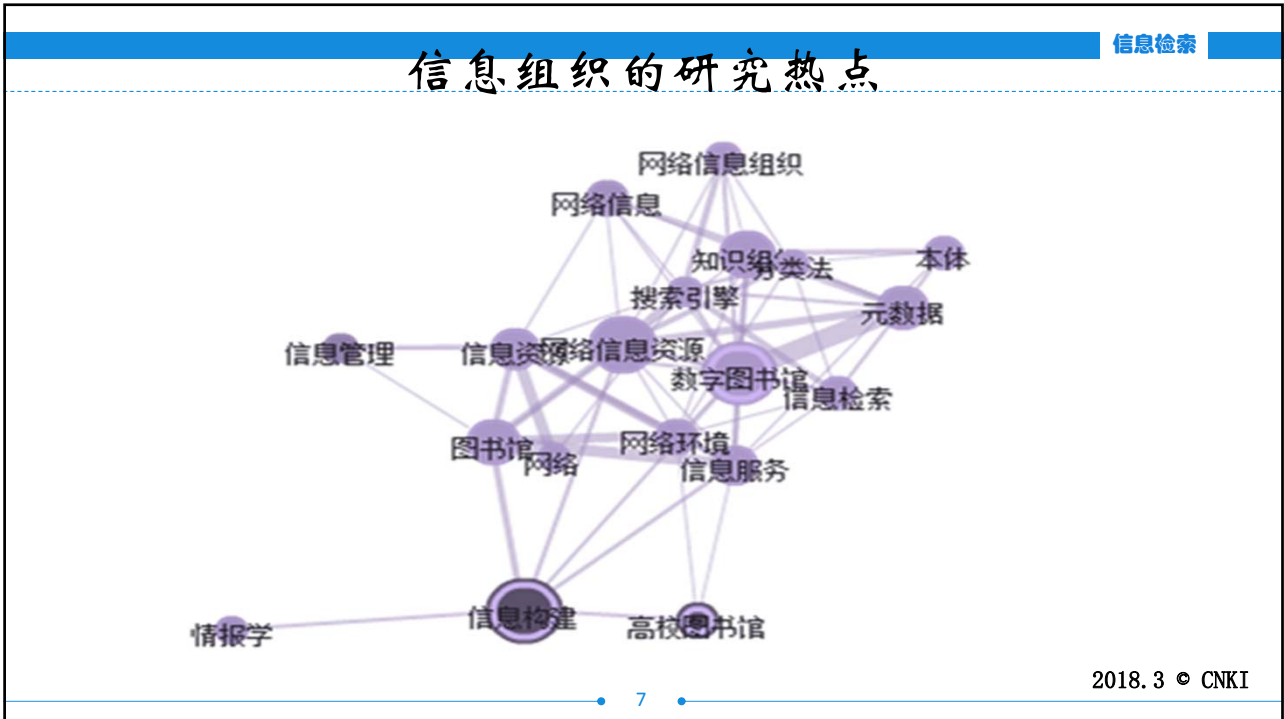 信息检索
信息组织的研究热点
网络信息组织
网络信息
知识组
分类法
本体
搜索引擎
元数据
信息管理
信息资源
网络信息资源
数字图书馆
信息检索
图书馆
网络
网络环境
信息服务
信息构建
情报学
高校图书馆
2018.3 © CNKI
7